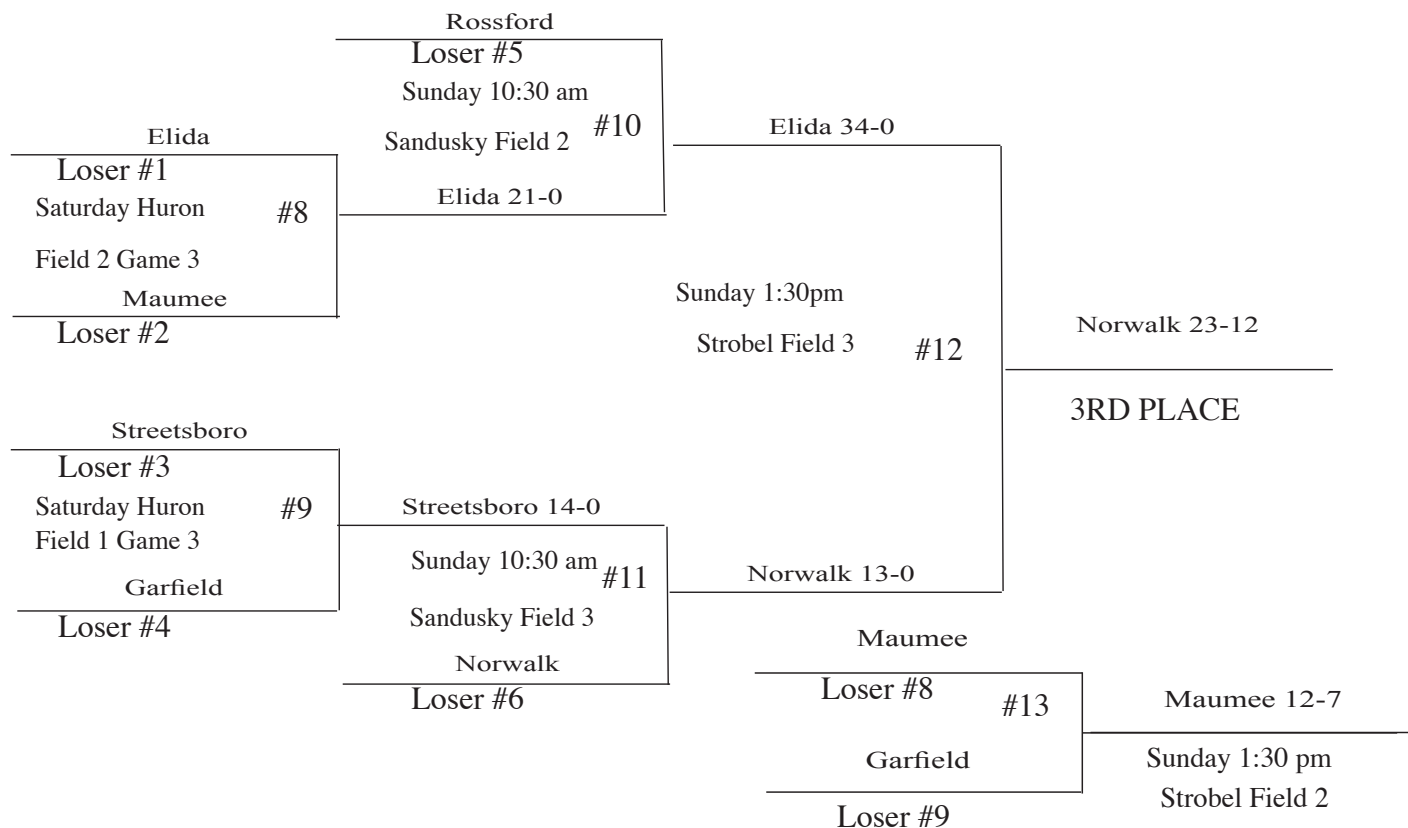 Rossford
Loser #5
Sunday 10:30 am
#10
Sandusky Field 2
Elida 34-0
Elida
Loser #1
Saturday Huron
#8
Elida 21-0
Field 2 Game 3
Maumee
Loser #2
Sunday 1:30pm
Strobel Field 3
#12
Norwalk 23-12
3RD PLACE
Streetsboro
Loser #3
Saturday Huron
#9
Field 1 Game 3
Streetsboro 14-0
Garfield
Loser #4
Sunday 10:30 am
#11
Sandusky Field 3
Norwalk 13-0
Norwalk
Loser #6
Maumee
Loser #8
#13
Maumee 12-7
Garfield
Loser #9
Sunday 1:30 pm
Strobel Field 2